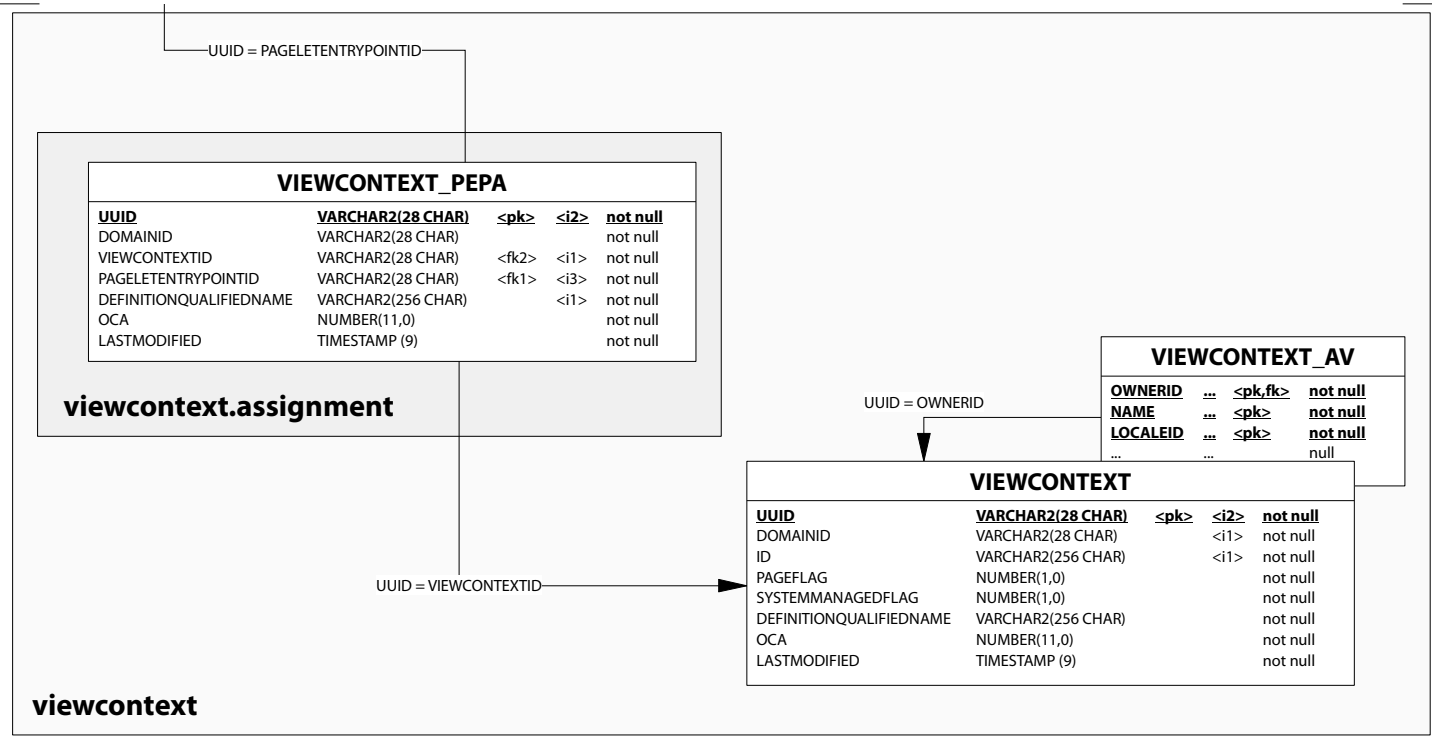 UUID = PAGELETENTRYPOINTID
VIEWCONTEXT_PEPA
UUID VARCHAR2(28 CHAR) <pk> <i2> not null
DOMAINID VARCHAR2(28 CHAR) not null
VIEWCONTEXTID VARCHAR2(28 CHAR) <fk2> <i1> not null
PAGELETENTRYPOINTID VARCHAR2(28 CHAR) <fk1> <i3> not null
DEFINITIONQUALIFIEDNAME VARCHAR2(256 CHAR) <i1> not null
OCA NUMBER(11,0) not null
LASTMODIFIED TIMESTAMP (9) not null
viewcontext.assignment
VIEWCONTEXT_AV
OWNERID ... <pk,fk> not null
NAME ... <pk> not null
LOCALEID ... <pk> not null
... ... null
UUID = OWNERID
VIEWCONTEXT
UUID VARCHAR2(28 CHAR) <pk> <i2> not null
DOMAINID VARCHAR2(28 CHAR) <i1> not null
ID VARCHAR2(256 CHAR) <i1> not null
PAGEFLAG NUMBER(1,0) not null
SYSTEMMANAGEDFLAG NUMBER(1,0) not null
DEFINITIONQUALIFIEDNAME VARCHAR2(256 CHAR) not null
OCA NUMBER(11,0) not null
LASTMODIFIED TIMESTAMP (9) not null
UUID = VIEWCONTEXTID
viewcontext